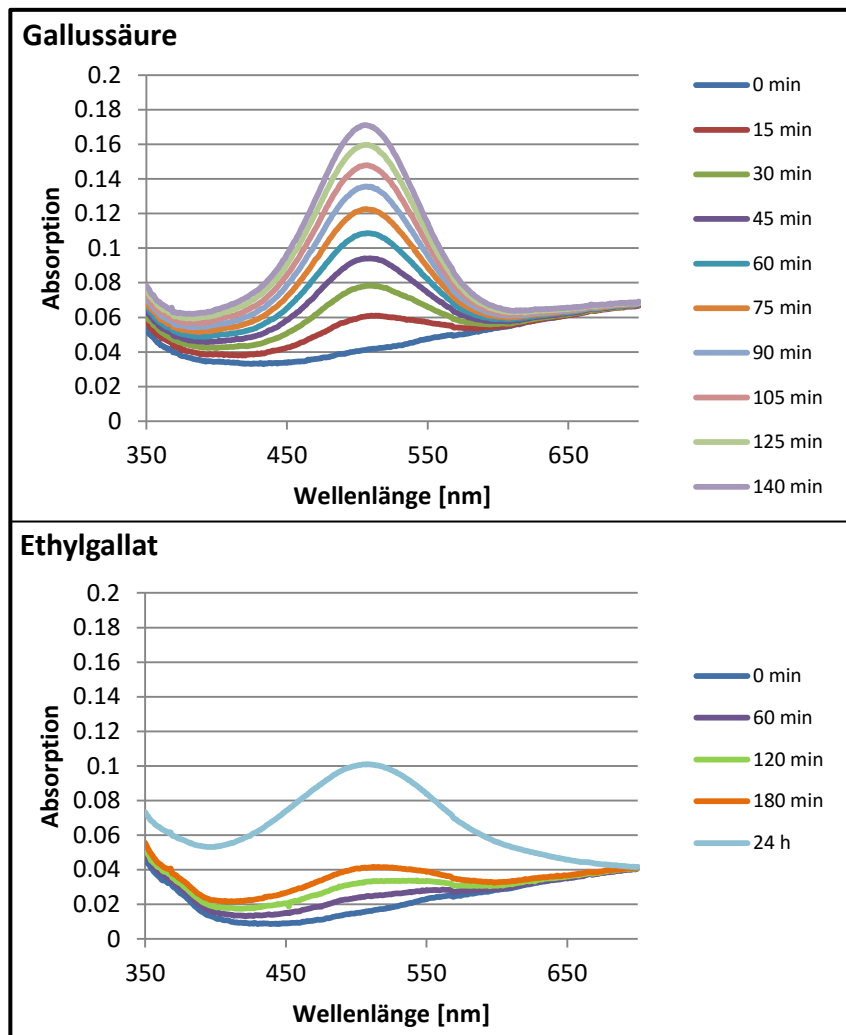 Gallussäure
0.2
0.18
0.16
0.14
0.12
0.1
0.08
0.06
0.04
0.02
0
Absorption
350 450 550 650
Wellenlänge [nm]
0 min
15 min
30 min
45 min
60 min
75 min
90 min
105 min
125 min
140 min
Ethylgallat
0.2
0.18
0.16
0.14
0.12
0.1
0.08
0.06
0.04
0.02
0
Absorption
350 450 550 650
Wellenlänge [nm]
0 min
60 min
120 min
180 min
24 h